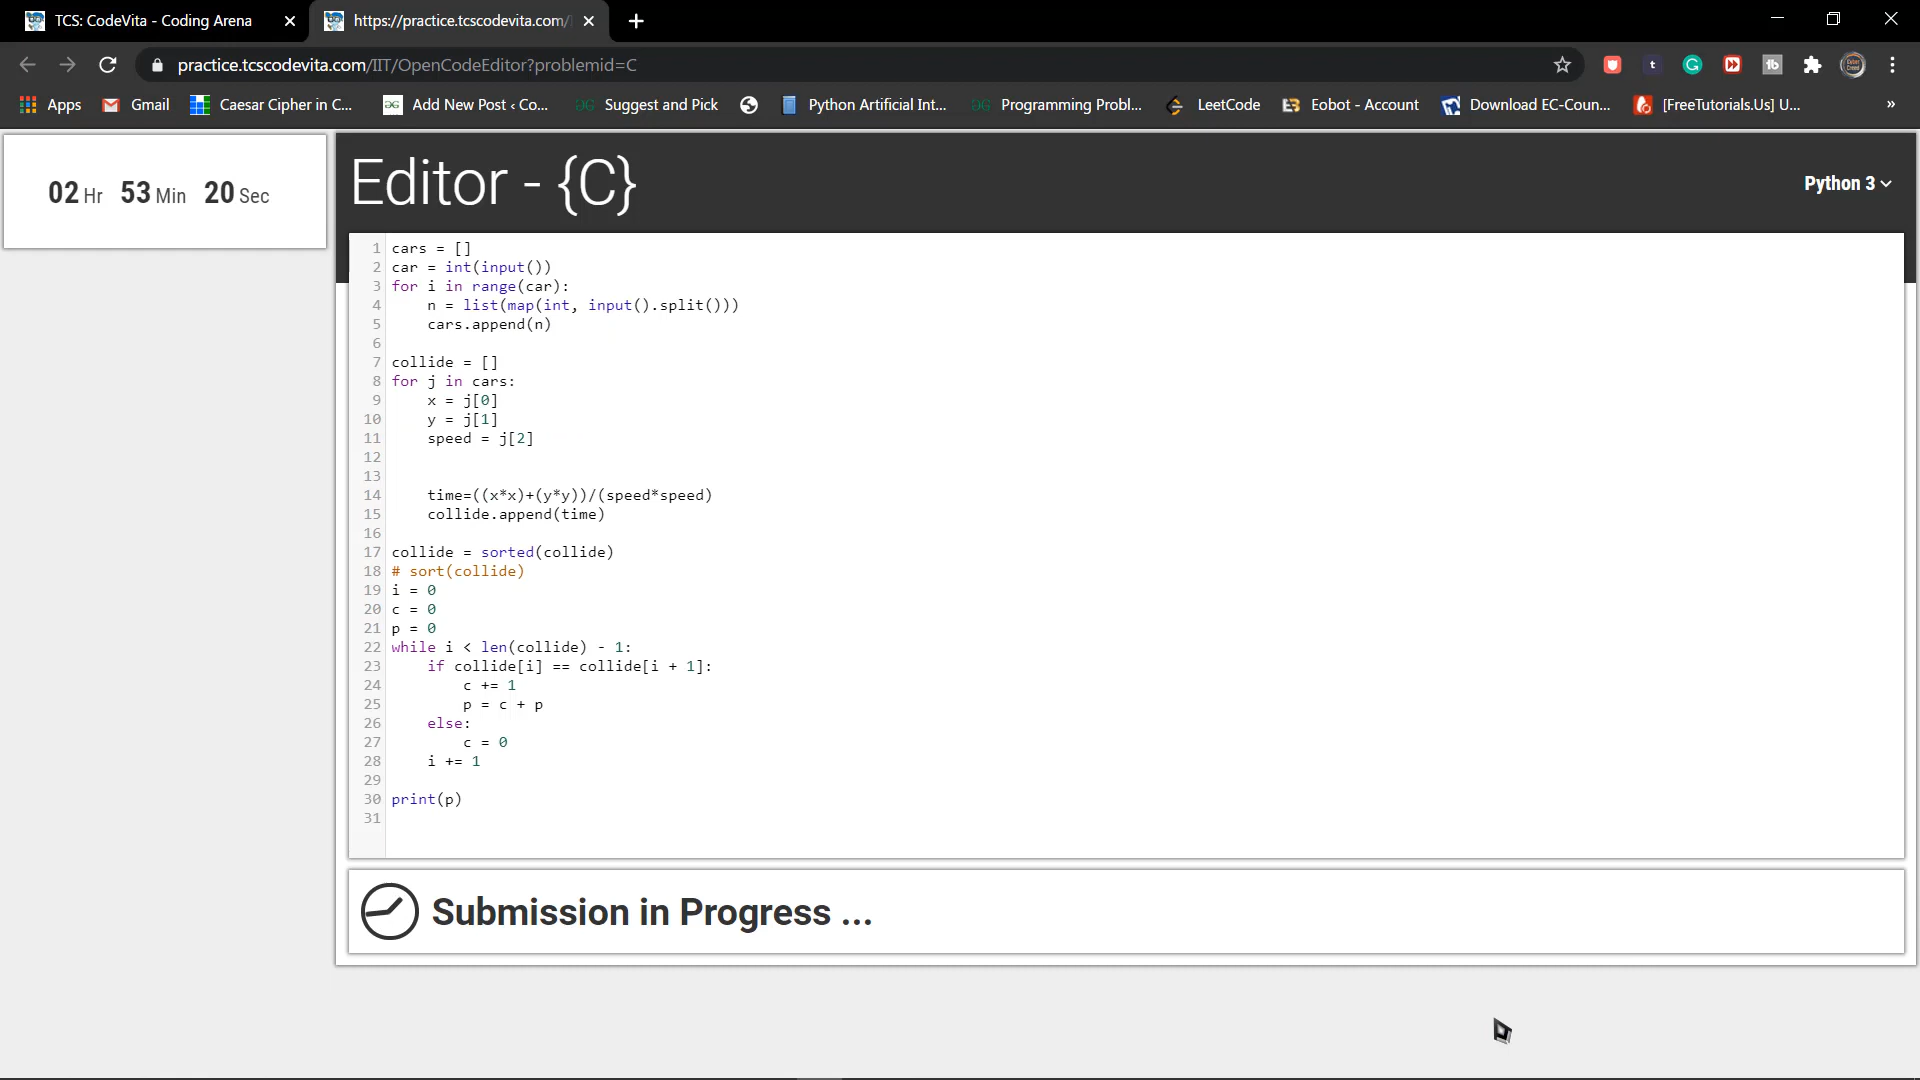 TCS: CodeVita - Coding Arena
https://practice.tcscodevita.com/
practice.tcscodevita.com/IIT/OpenCodeEditor?problemid=C
Apps Gmail Caesar Cipher in C... Add New Post ‹ Co... Suggest and Pick Python Artificial Int... Programming Probl... LeetCode Eobot - Account Download EC-Coun... [FreeTutorials.Us] U... »
02 Hr 53 Min 20 Sec
Editor - {C}
Python 3
1 cars = []
2 car = int(input())
3 for i in range(car):
4     n = list(map(int, input().split()))
5     cars.append(n)
6
7 collide = []
8 for j in cars:
9     x = j[0]
10     y = j[1]
11     speed = j[2]
12
13
14     time=((x*x)+(y*y))/(speed*speed)
15     collide.append(time)
16
17 collide = sorted(collide)
18 # sort(collide)
19 i = 0
20 c = 0
21 p = 0
22 while i < len(collide) - 1:
23     if collide[i] == collide[i + 1]:
24         c += 1
25         p = c + p
26     else:
27         c = 0
28     i += 1
29
30 print(p)
31
Submission in Progress ...